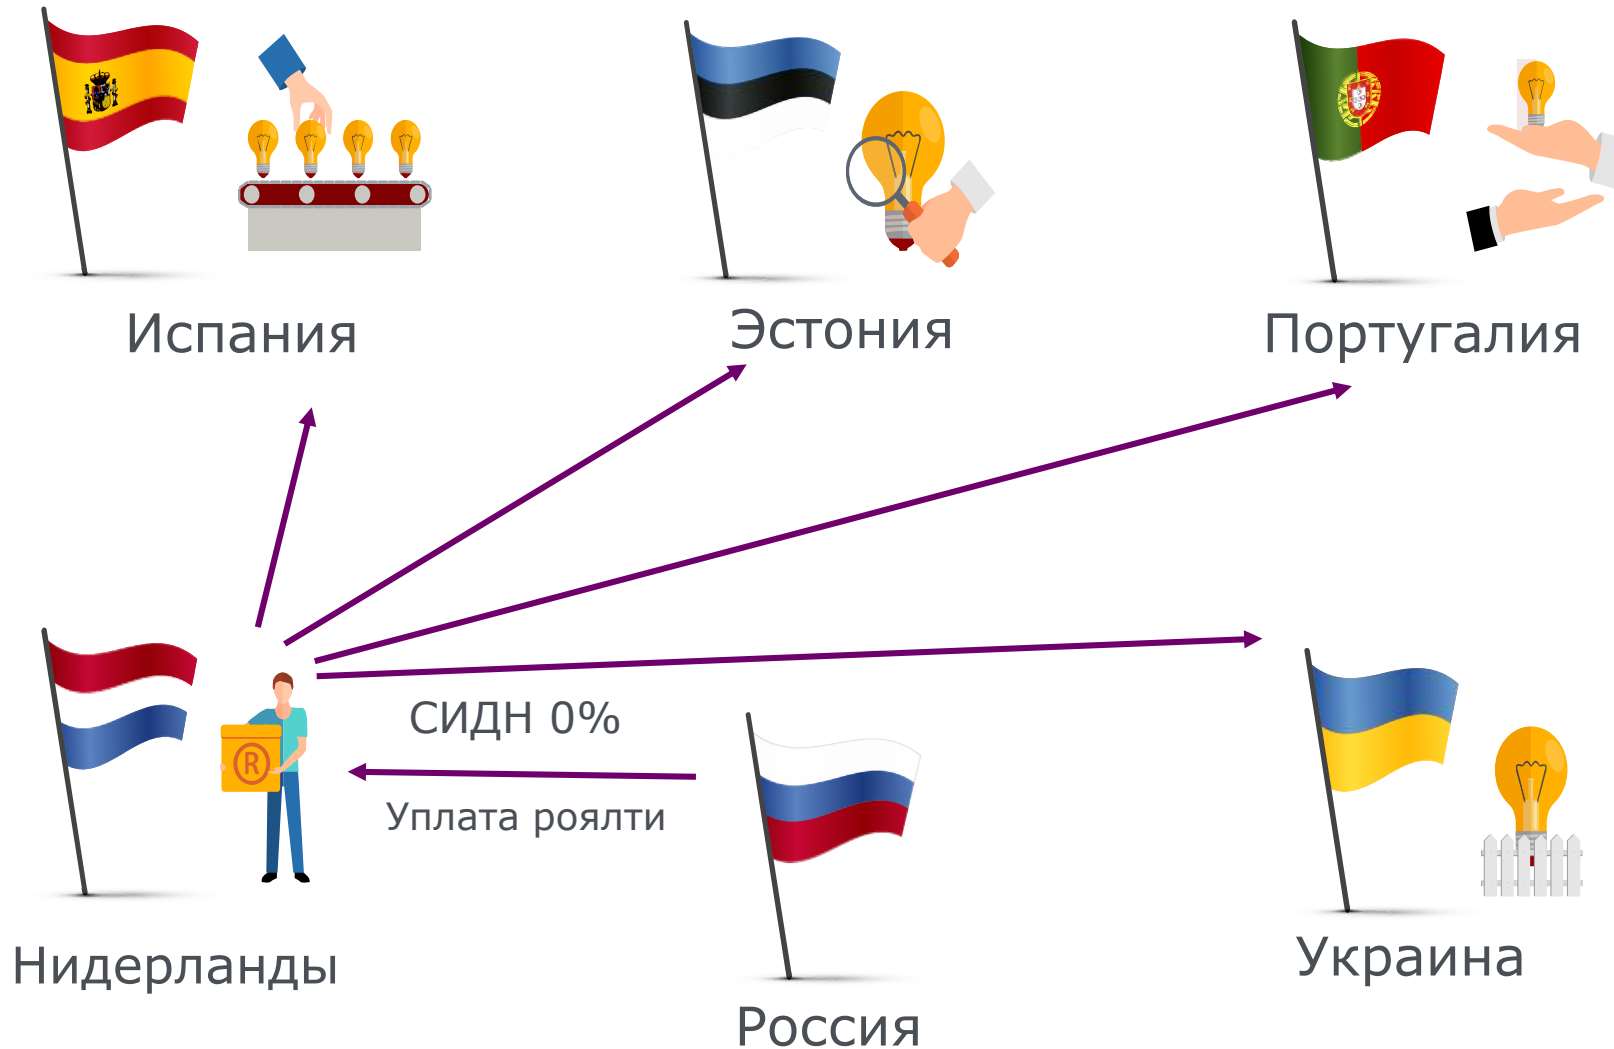 Испания
Эстония
Португалия
СИДН 0%
R
Уплата роялти
Нидерланды
Россия
Украина